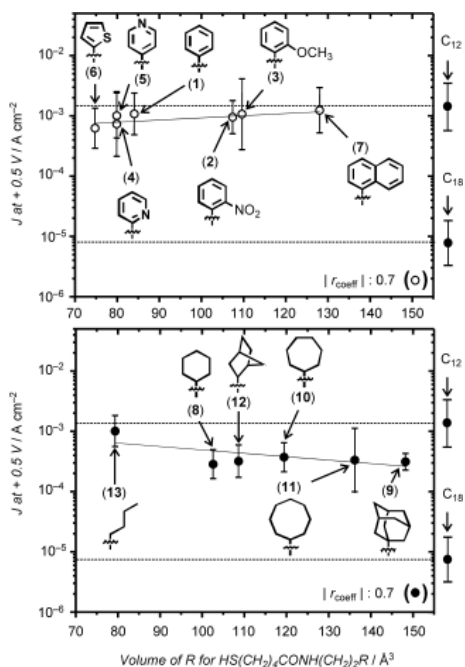 S
N
OCH₃
C₁₂
(6)
(5)
(1)
(3)
(2)
(7)
(4)
N
NO₂
C₁₈
10⁻²
10⁻³
10⁻⁴
10⁻⁵
10⁻⁶
J at + 0.5 V / A cm⁻²
| r_coeff | : 0.7 (○)
70 80 90 100 110 120 130 140 150
10⁻²
10⁻³
10⁻⁴
10⁻⁵
10⁻⁶
J at + 0.5 V / A cm⁻²
C₁₂
(8)
(12)
(10)
(13)
(11)
(9)
C₁₈
| r_coeff | : 0.7 (●)
70 80 90 100 110 120 130 140 150
Volume of R for HS(CH₂)₄CONH(CH₂)₂R / Å³